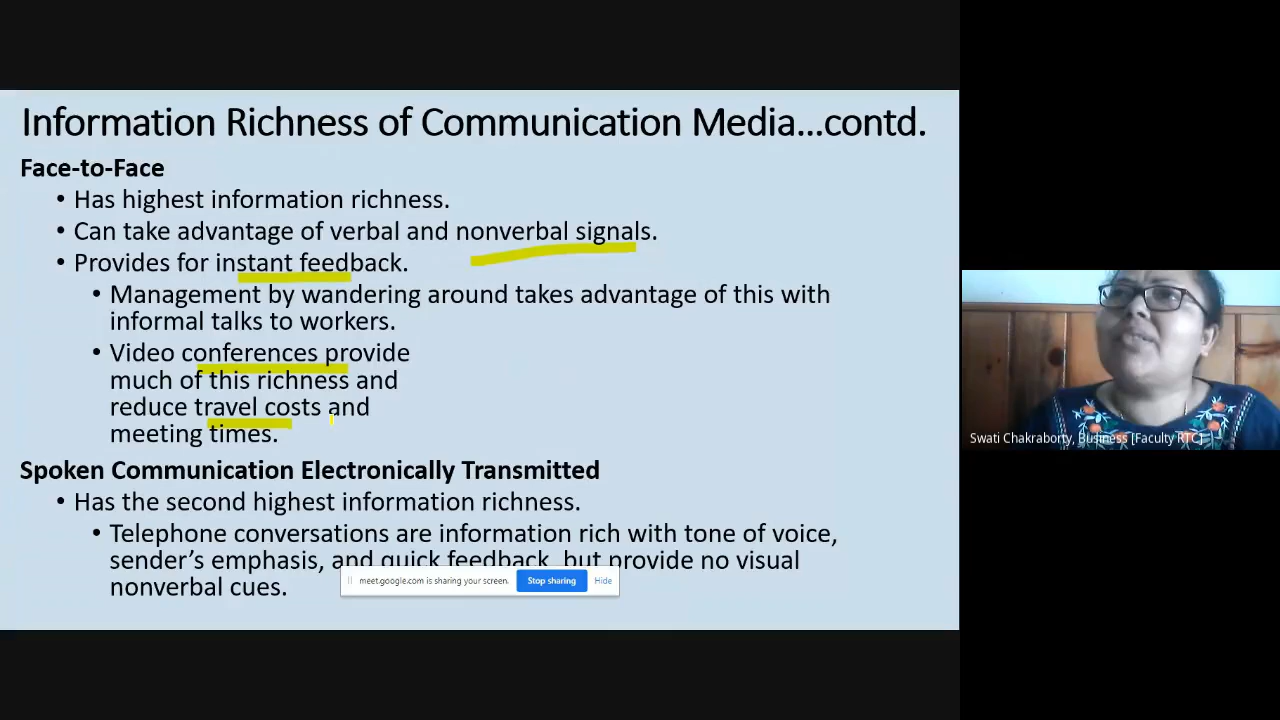 Information Richness of Communication Media...contd.
Face-to-Face
• Has highest information richness.
• Can take advantage of verbal and nonverbal signals.
• Provides for instant feedback.
• Management by wandering around takes advantage of this with
informal talks to workers.
• Video conferences provide
much of this richness and
reduce travel costs and
meeting times.
Spoken Communication Electronically Transmitted
• Has the second highest information richness.
• Telephone conversations are information rich with tone of voice,
sender's emphasis, and quick feedback, but provide no visual
nonverbal cues.
meet.google.com is sharing your screen. Stop sharing Hide
Swati Chakraborty, Business [Faculty RTC]